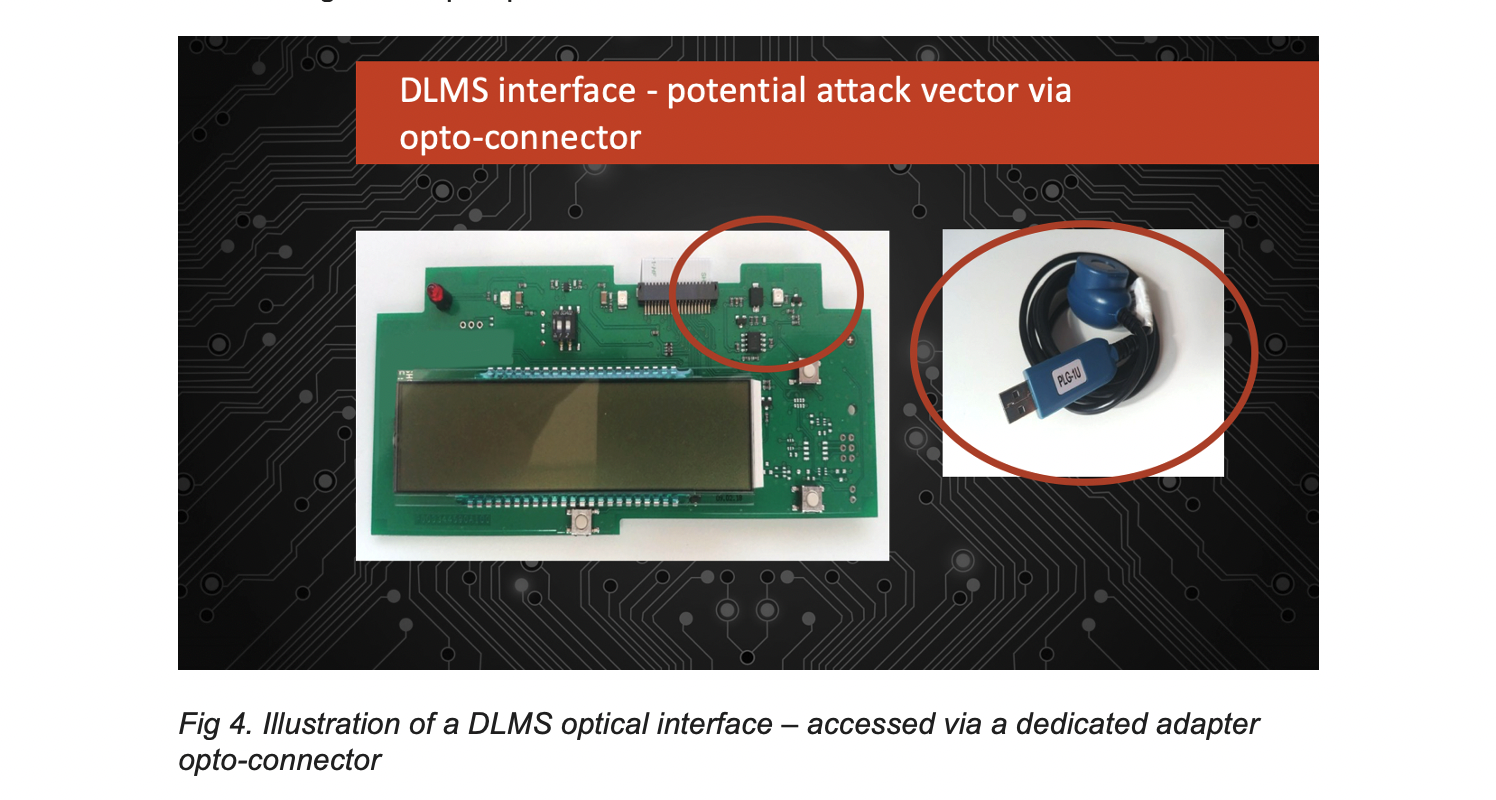 DLMS interface - potential attack vector via
opto-connector
PLG-1U
Fig 4. Illustration of a DLMS optical interface – accessed via a dedicated adapter
opto-connector